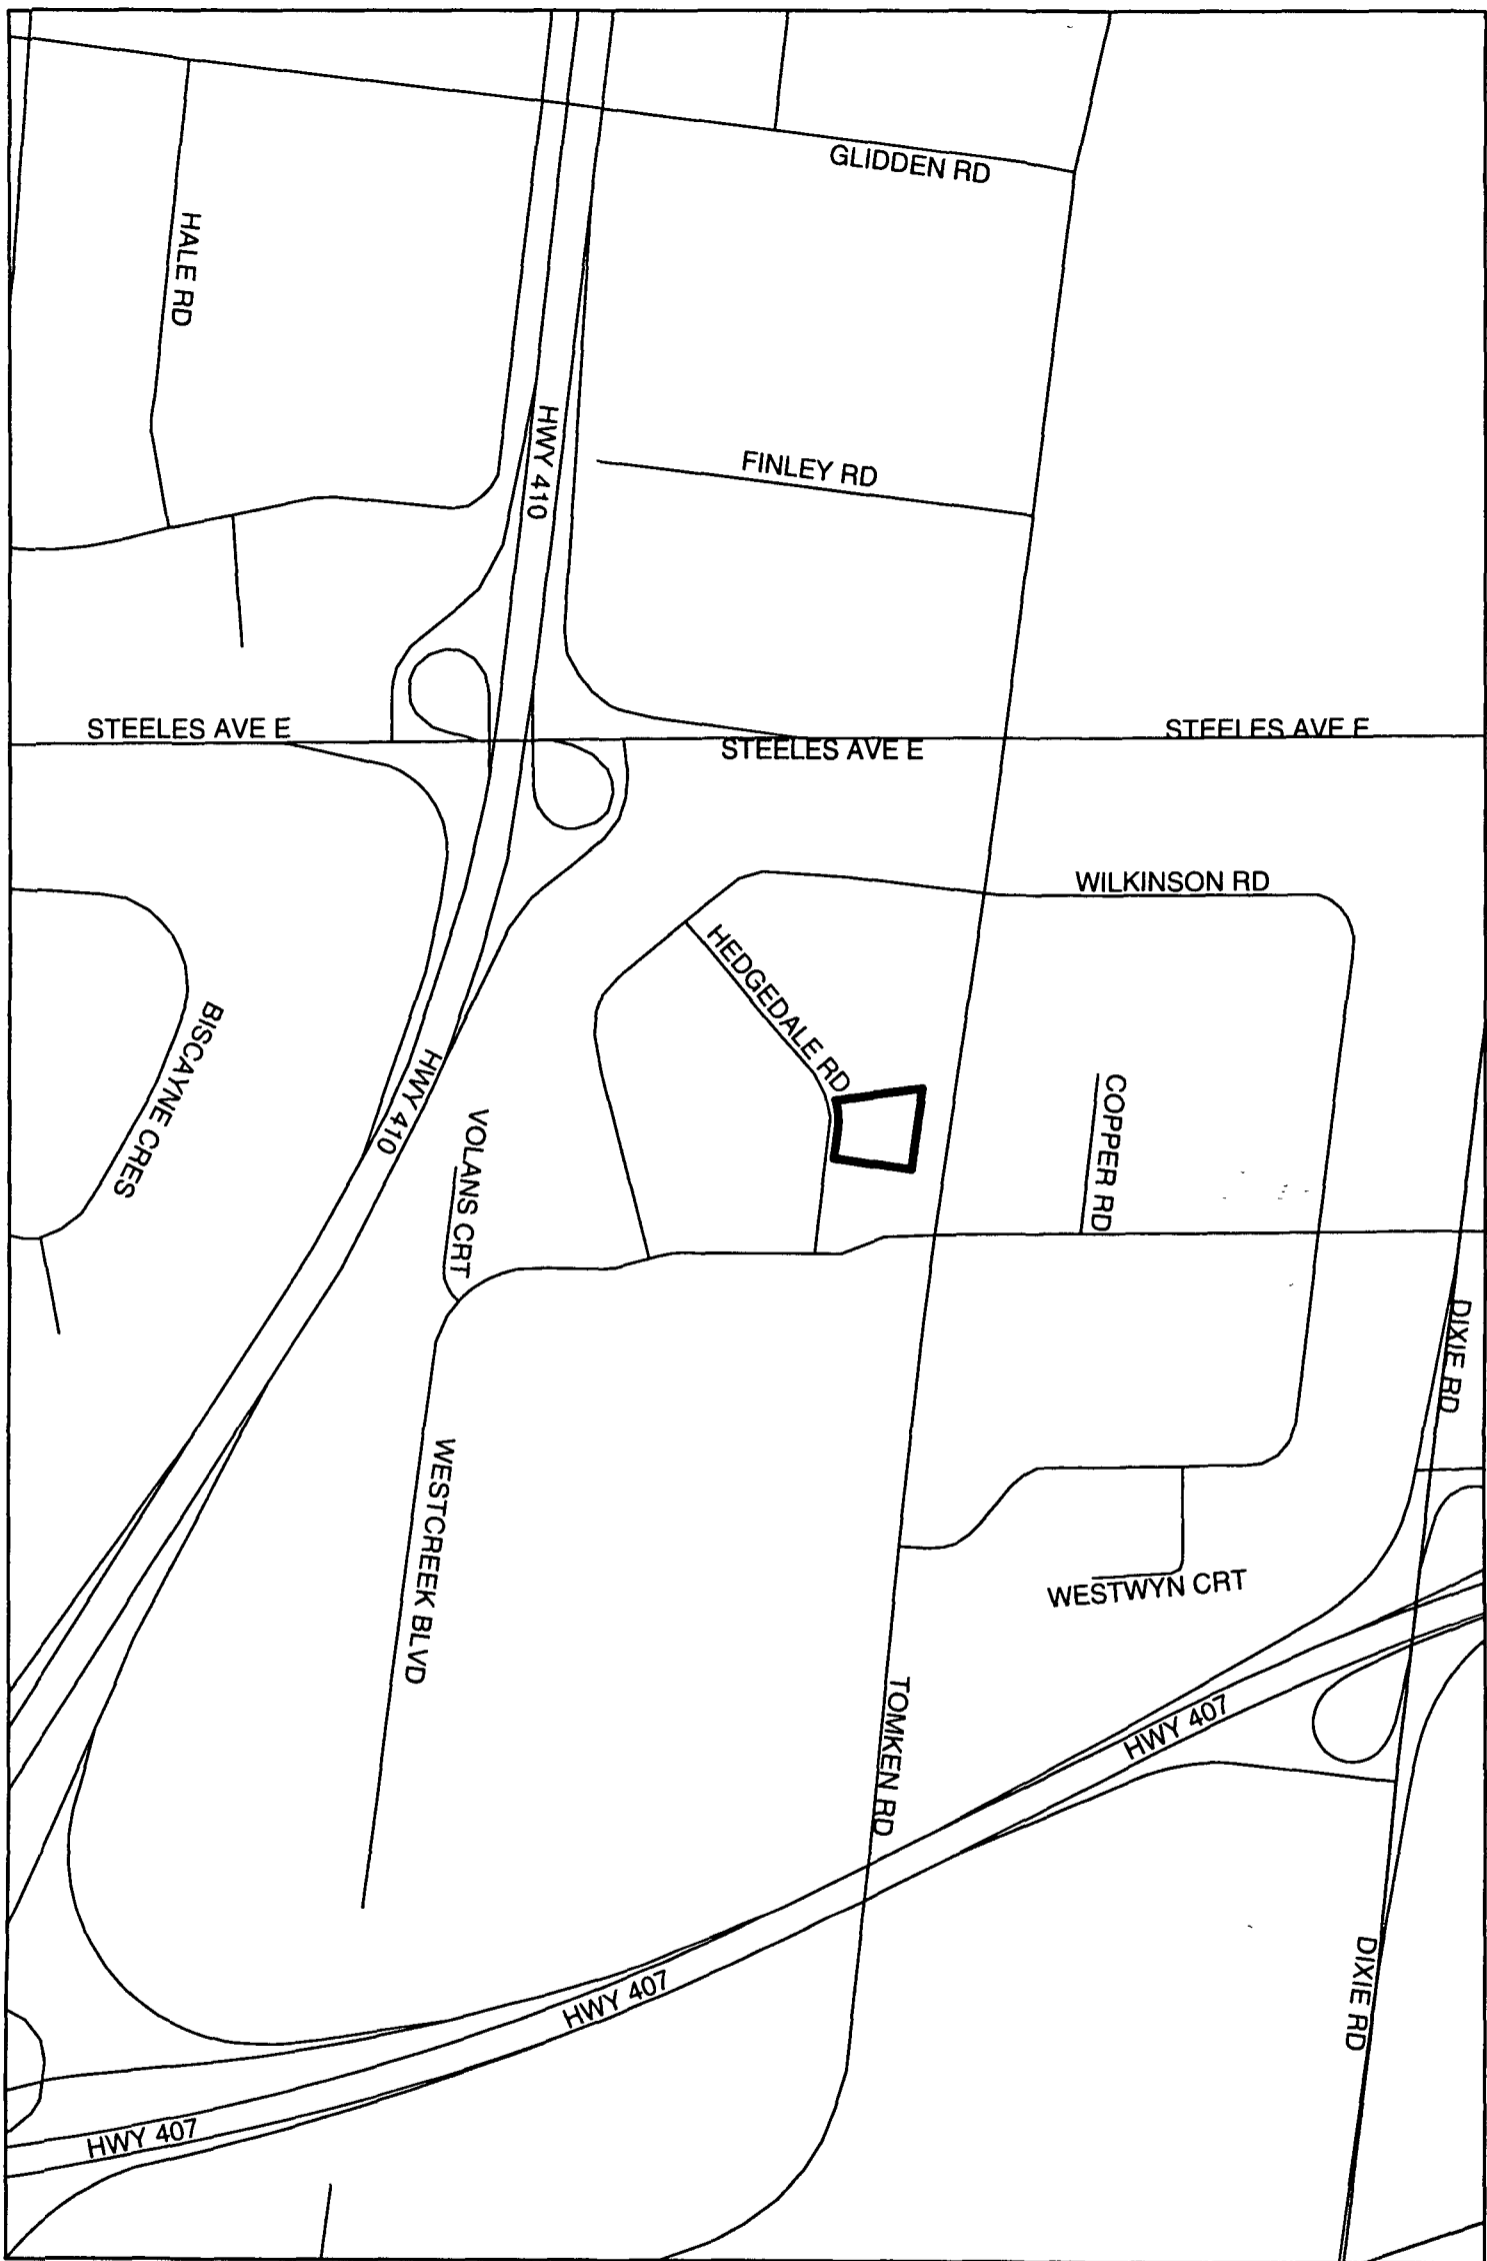 GLIDDEN RD
HALE RD
HWY 410
FINLEY RD
STEELES AVE E
STEELES AVE E
STEELES AVE E
WILKINSON RD
HEDGEDALE RD
BISCAYNE CRES
HWY 410
VOLANS CRT
COPPER RD
DIXIE RD
WESTCREEK BLVD
WESTWYN CRT
TOMKEN RD
HWY 407
DIXIE RD
HWY 407
HWY 407